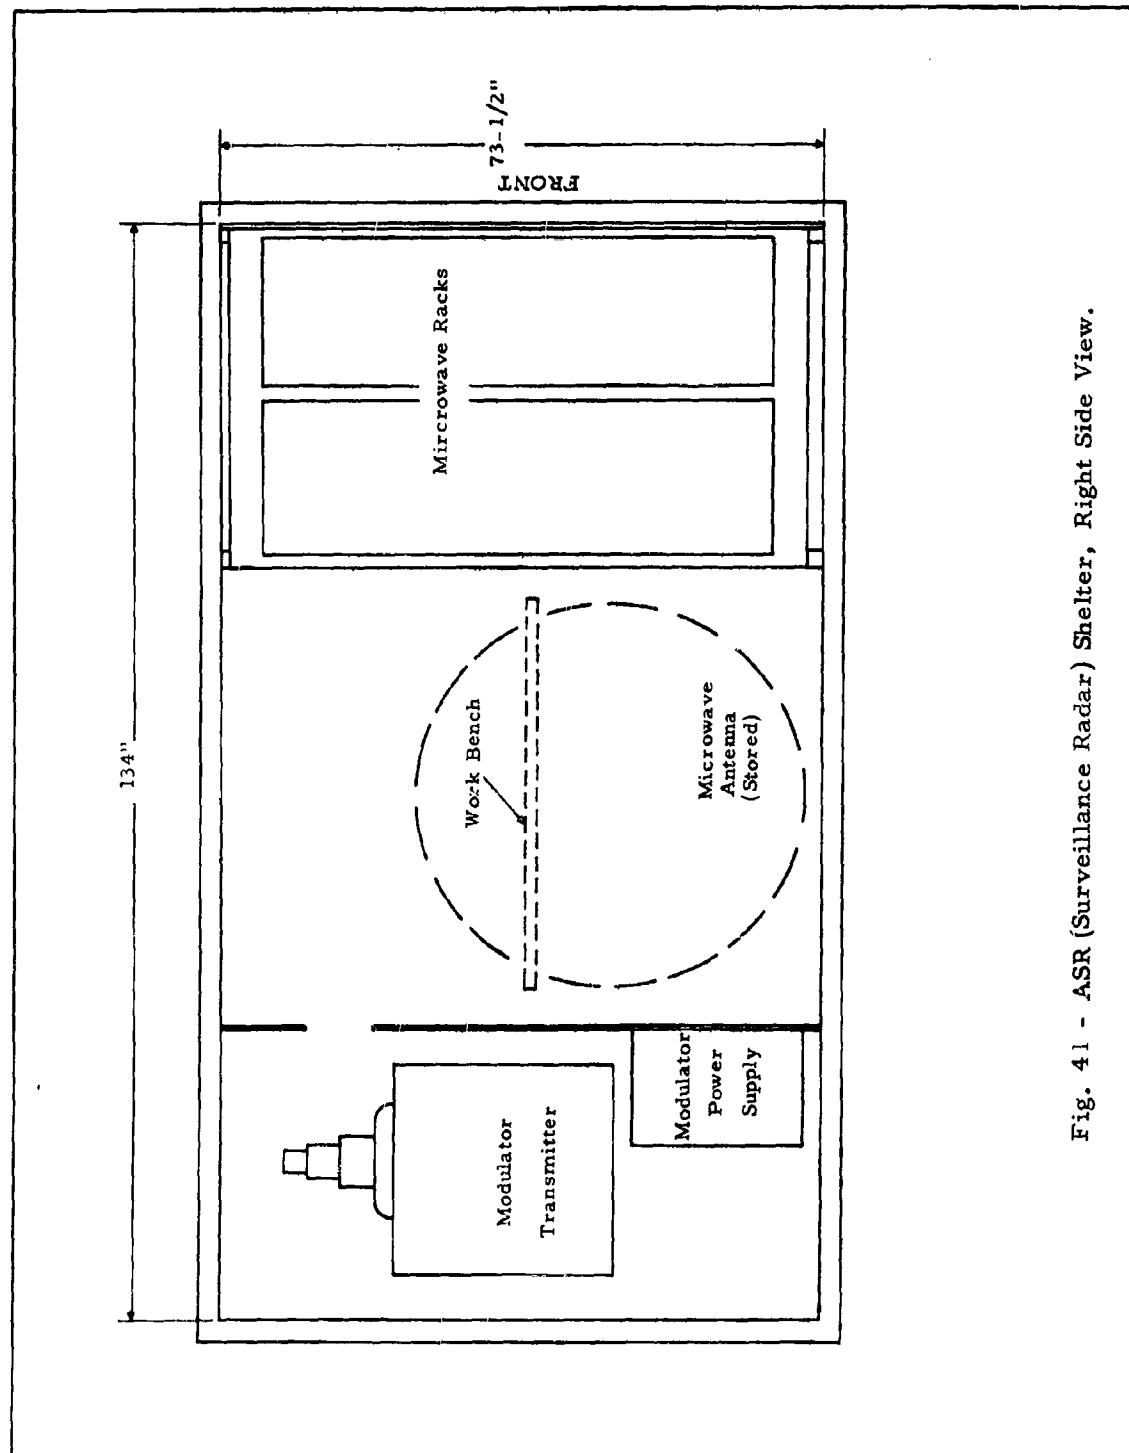 134"
73-1/2"
FRONT
Mircrowave Racks
Work Bench
Microwave
Antenna
(Stored)
Modulator
Transmitter
Modulator
Power
Supply
Fig. 41 - ASR (Surveillance Radar) Shelter, Right Side View.